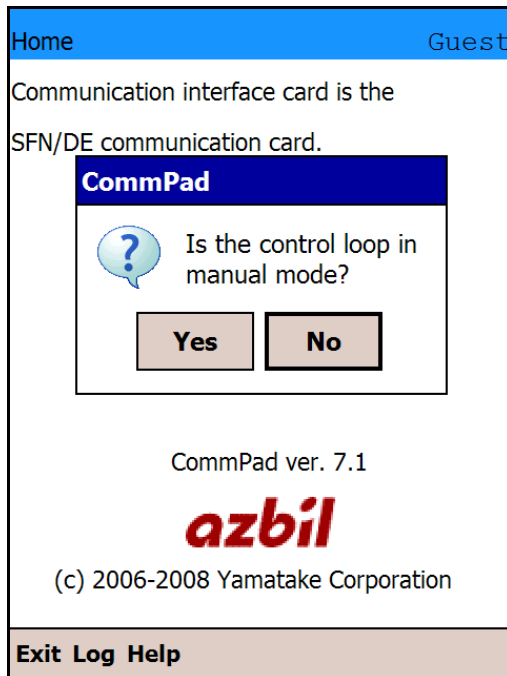 Home Guest
Communication interface card is the
SFN/DE communication card.
CommPad
?
Is the control loop in
manual mode?
Yes No
CommPad ver. 7.1
azbil
(c) 2006-2008 Yamatake Corporation
Exit Log Help